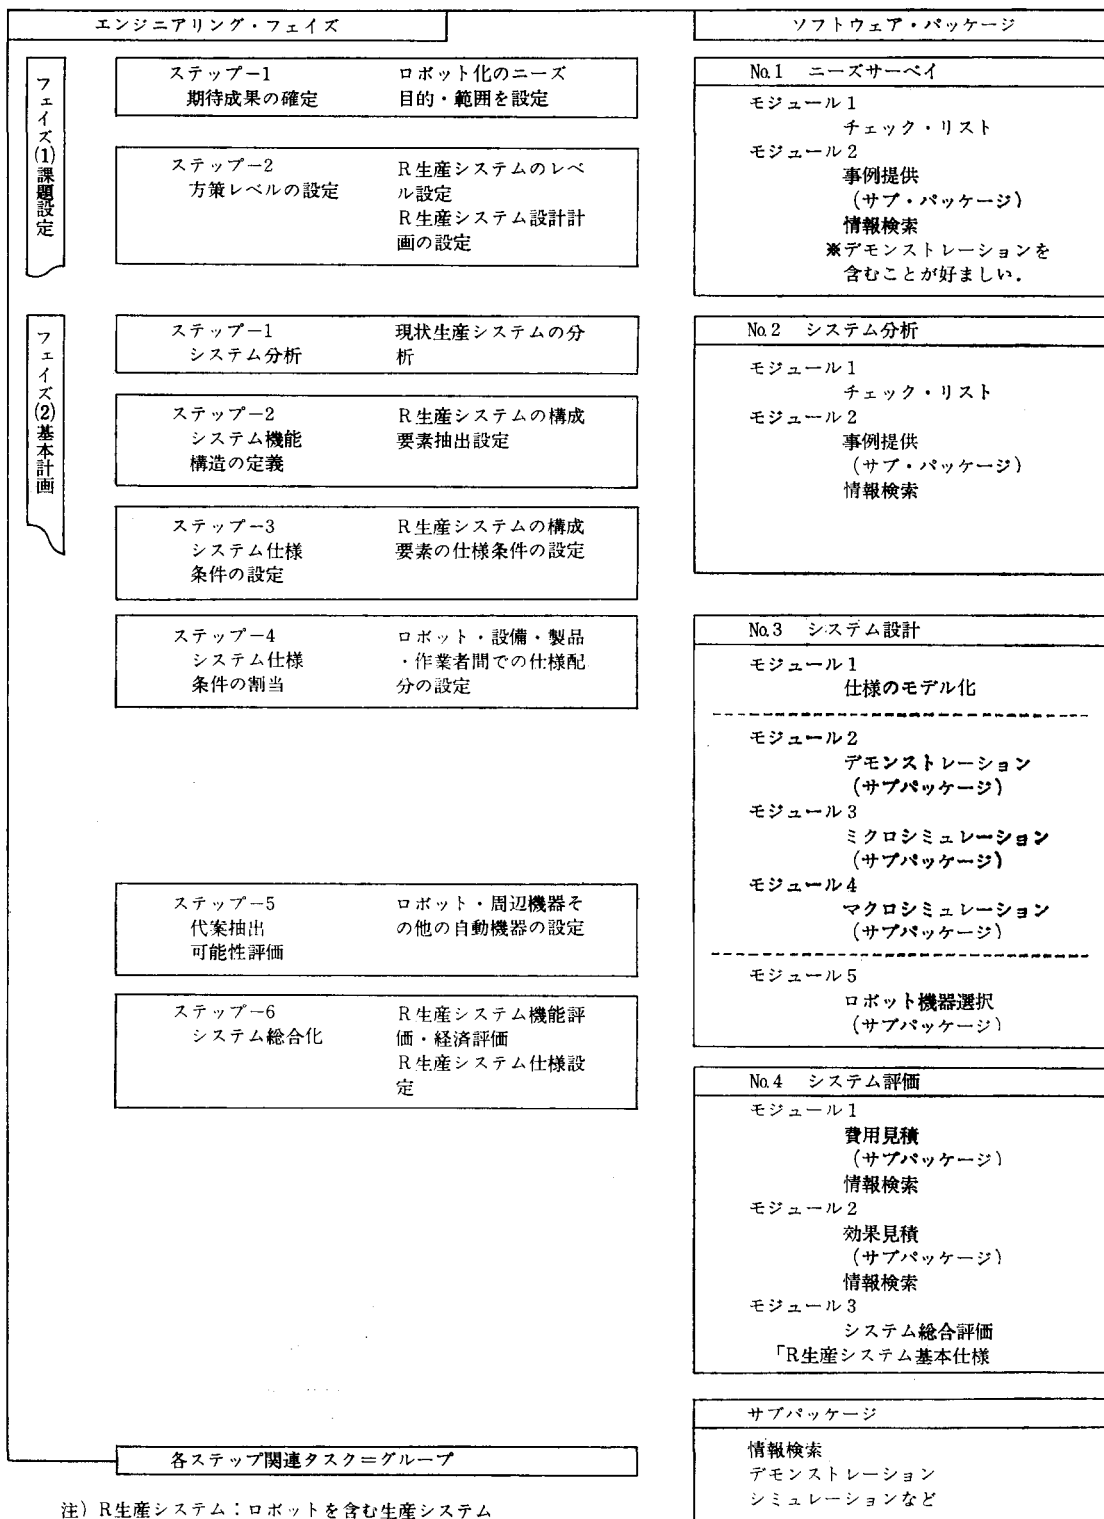 エンジニアリング・フェイズ
フェイズ(1)課題設定
ステップー1 ロボット化のニーズ
期待成果の確定 目的・範囲を設定
ステップー2 R生産システムのレベ
方策レベルの設定 ル設定
R生産システム設計計
画の設定
フェイズ(2)基本計画
ステップー1 現状生産システムの分
システム分析 析
ステップー2 R生産システムの構成
システム機能 要素抽出設定
構造の定義
ステップー3 R生産システムの構成
システム仕様 要素の仕様条件の設定
条件の設定
ステップー4 ロボット・設備・製品
システム仕様 ・作業者間での仕様配
条件の割当 分の設定
ステップー5 ロボット・周辺機器そ
代案抽出 の他の自動機器の設定
可能性評価
ステップー6 R生産システム機能評
システム総合化 価・経済評価
R生産システム仕様設
定
各ステップ関連タスク=グループ
注) R生産システム:ロボットを含む生産システム
ソフトウェア・パッケージ
No.1 ニーズサーベイ
モジュール1
チェック・リスト
モジュール2
事例提供
(サブ・パッケージ)
情報検索
※デモンストレーションを
含むことが好ましい.
No.2 システム分析
モジュール1
チェック・リスト
モジュール2
事例提供
(サブ・パッケージ)
情報検索
No.3 システム設計
モジュール1
仕様のモデル化
モジュール2
デモンストレーション
(サブパッケージ)
モジュール3
ミクロシミュレーション
(サブパッケージ)
モジュール4
マクロシミュレーション
(サブパッケージ)
モジュール5
ロボット機器選択
(サブパッケージ)
No.4 システム評価
モジュール1
費用見積
(サブパッケージ)
情報検索
モジュール2
効果見積
(サブパッケージ)
情報検索
モジュール3
システム総合評価
「R生産システム基本仕様
サブパッケージ
情報検索
デモンストレーション
シミュレーションなど